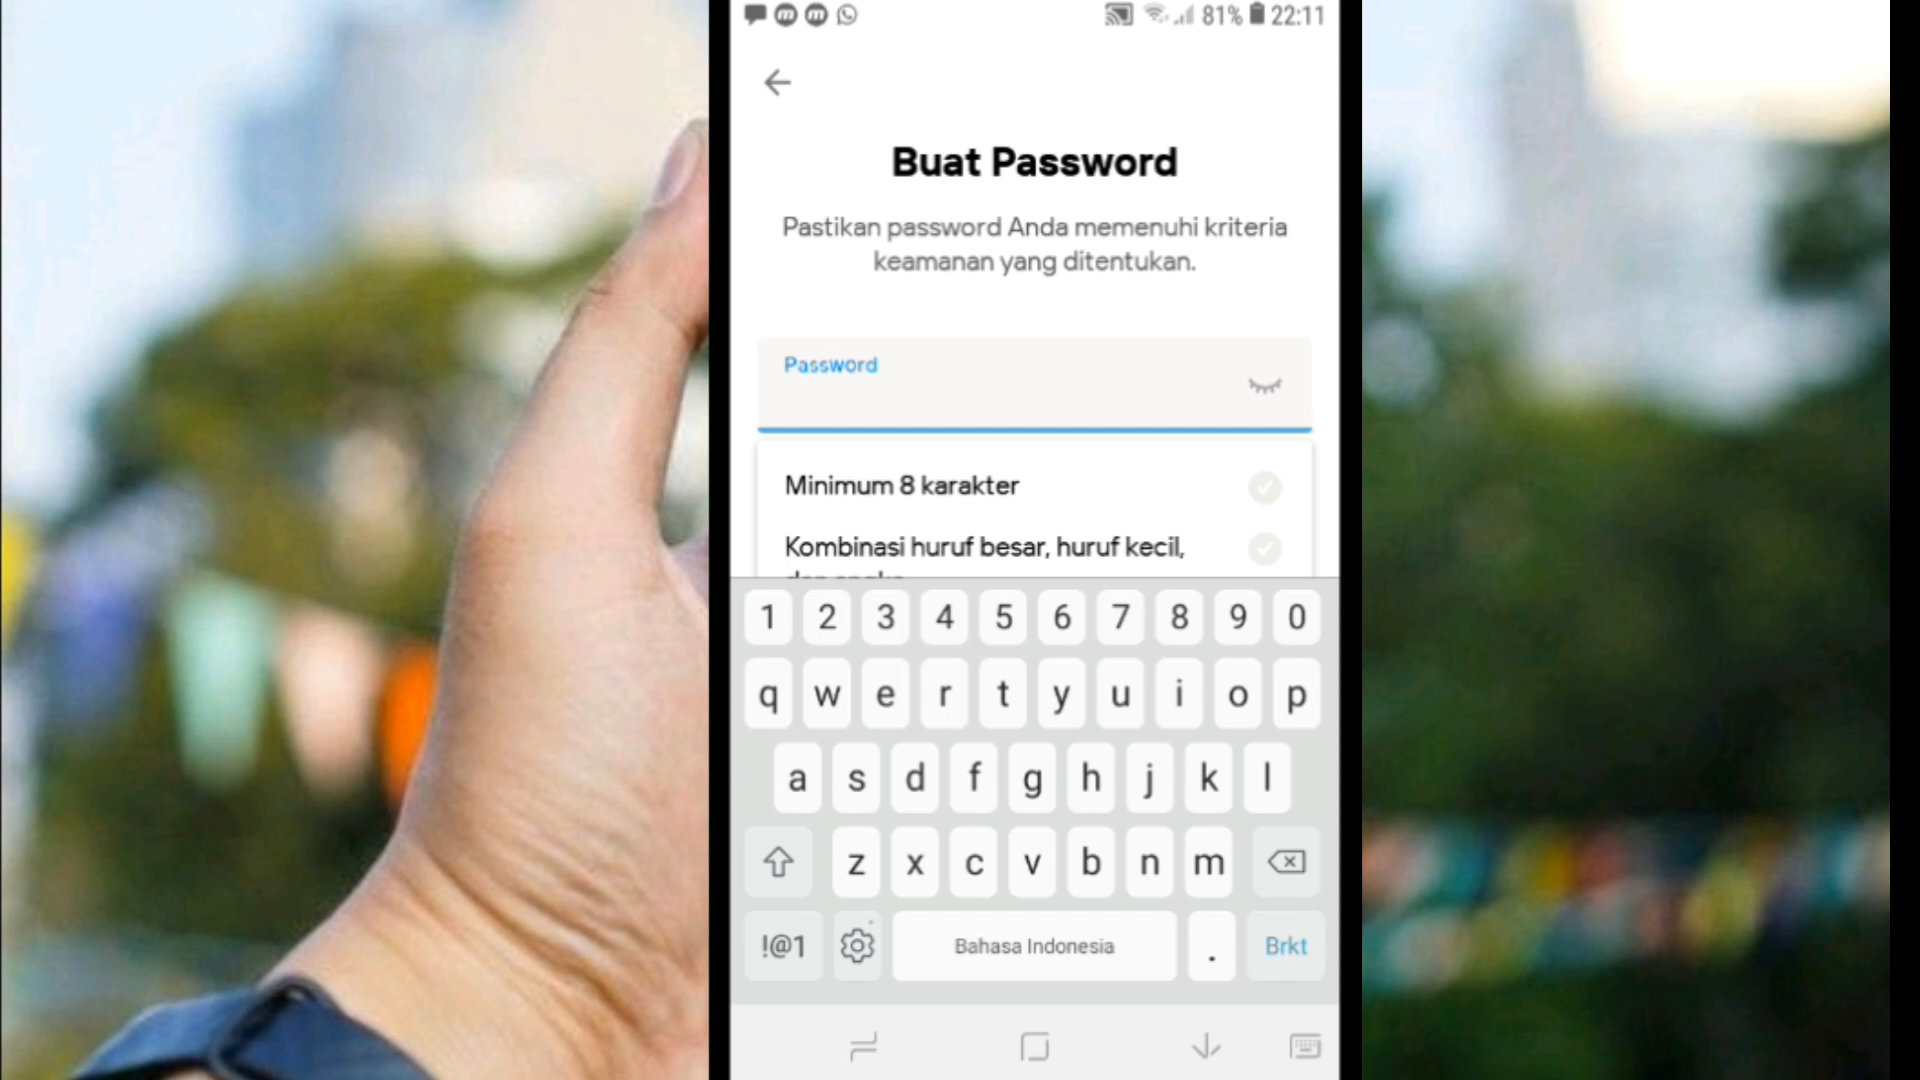 81% 22:11
Buat Password
Pastikan password Anda memenuhi kriteria
keamanan yang ditentukan.
Password
Minimum 8 karakter
Kombinasi huruf besar, huruf kecil,
1 2 3 4 5 6 7 8 9 0
q w e r t y u i o p
a s d f g h j k l
z x c v b n m
!@1 Bahasa Indonesia . Brkt